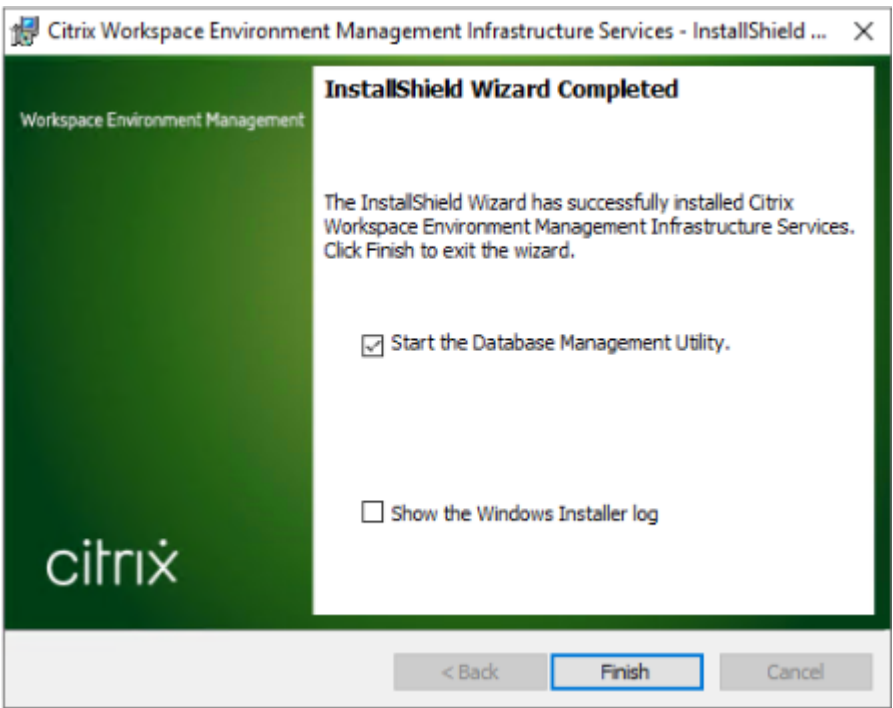 Citrix Workspace Environment Management Infrastructure Services - InstallShield ...
Workspace Environment Management
InstallShield Wizard Completed
The InstallShield Wizard has successfully installed Citrix
Workspace Environment Management Infrastructure Services.
Click Finish to exit the wizard.
Start the Database Management Utility.
Show the Windows Installer log
citrix
< Back
Finish
Cancel